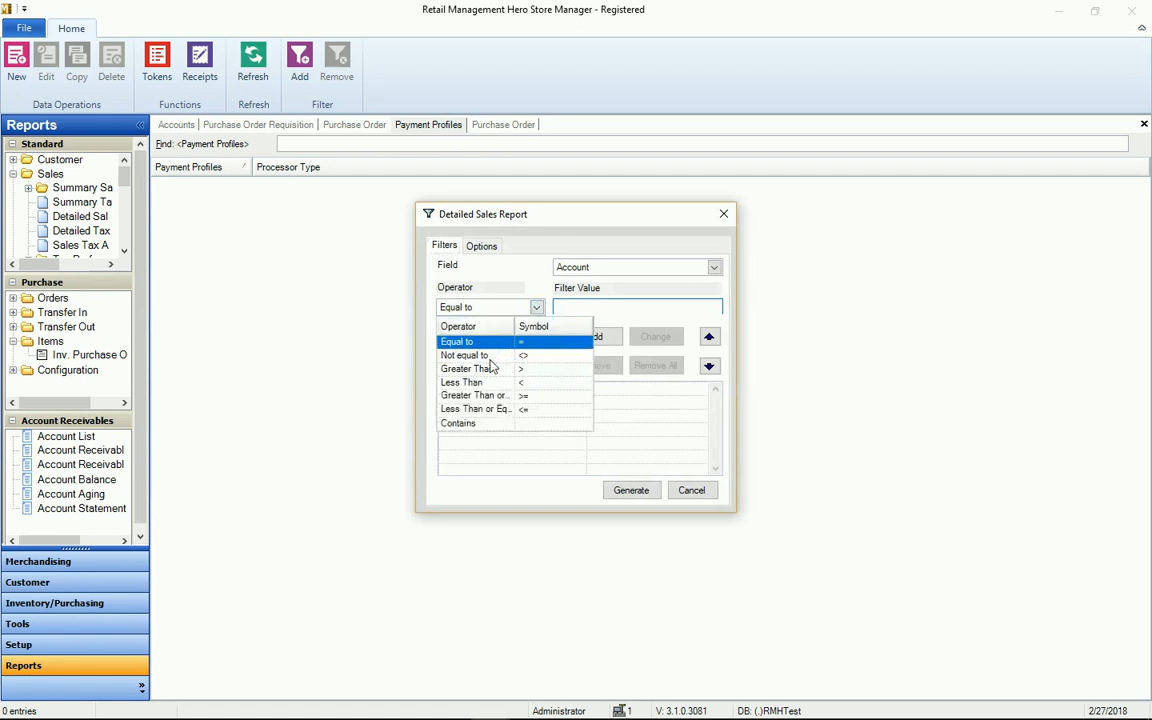 Retail Management Hero Store Manager - Registered
File Home
New Edit Copy Delete Tokens Receipts Refresh Add Remove
Data Operations Functions Refresh Filter
Reports
Accounts Purchase Order Requisition Purchase Order Payment Profiles Purchase Order
Find: <Payment Profiles>
Payment Profiles Processor Type
Standard
Customer
Sales
Summary Sa
Summary Ta
Detailed Sal
Detailed Tax
Sales Tax A
Purchase
Orders
Transfer In
Transfer Out
Items
Inv. Purchase O
Configuration
Account Receivables
Account List
Account Receivabl
Account Receivabl
Account Balance
Account Aging
Account Statement
Merchandising
Customer
Inventory/Purchasing
Tools
Setup
Reports
Detailed Sales Report
Filters Options
Field Account
Operator Filter Value
Equal to
Operator Symbol
Equal to =
Not equal to <>
Greater Tha >
Less Than <
Greater Than or.. >=
Less Than or Eq.. <=
Contains
dd Change
ove Remove All
Generate Cancel
0 entries Administrator 1 V: 3.1.0.3081 DB: (.)RMHTest 2/27/2018